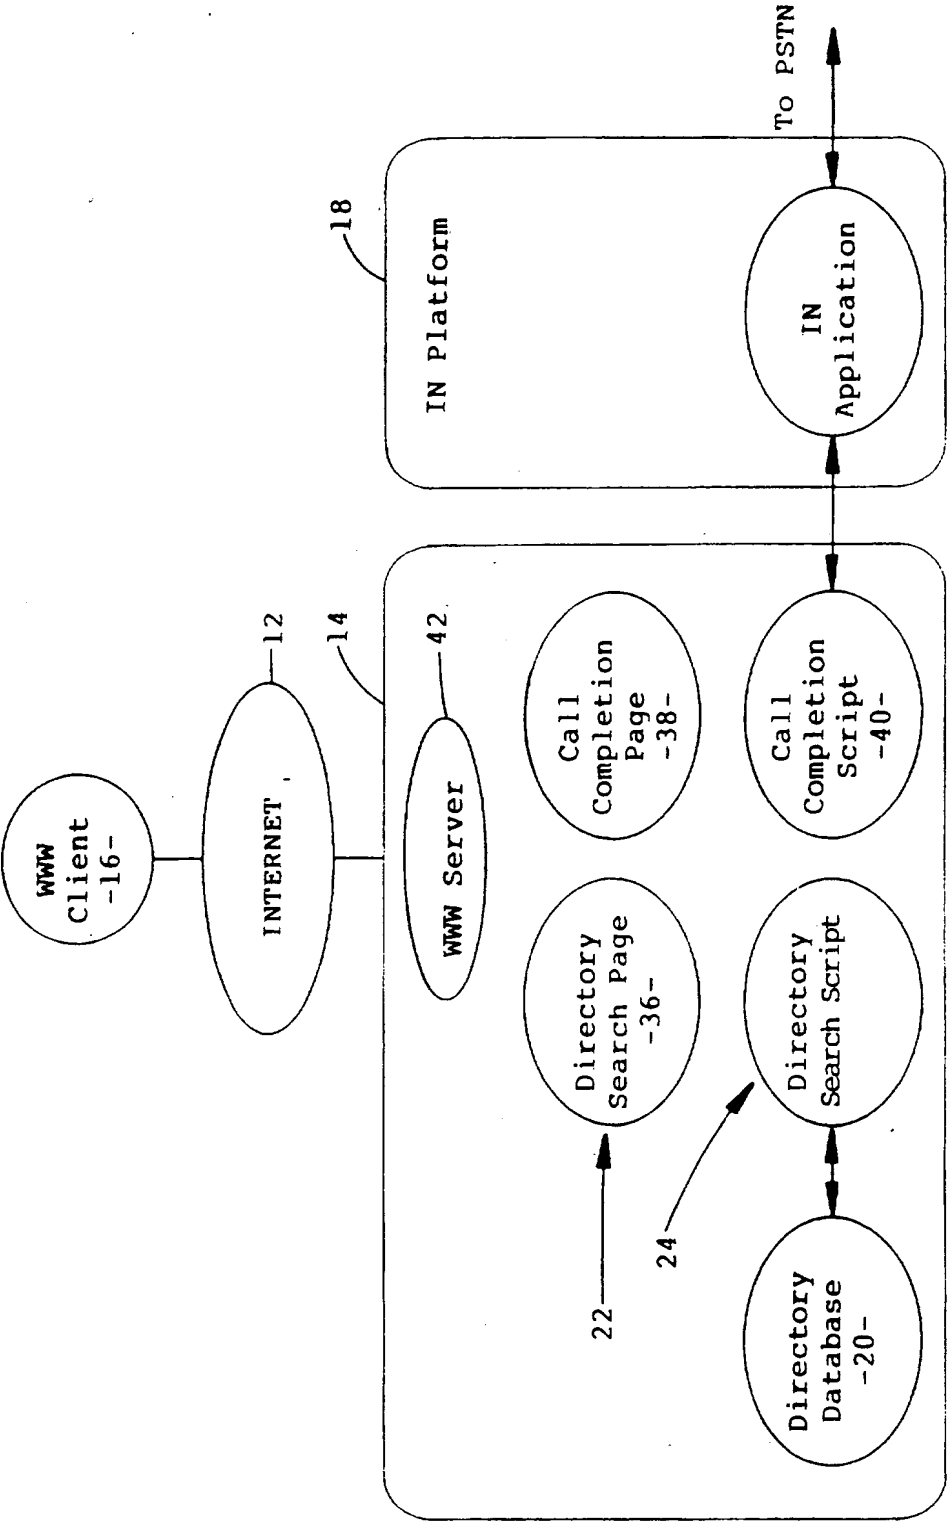 WWW
Client
-16-
INTERNET
12
14
18
WWW Server
42
IN Platform
Directory
Search Page
-36-
Call
Completion
Page
-38-
22
24
Directory
Database
-20-
Directory
Search Script
Call
Completion
Script
-40-
IN
Application
To PSTN